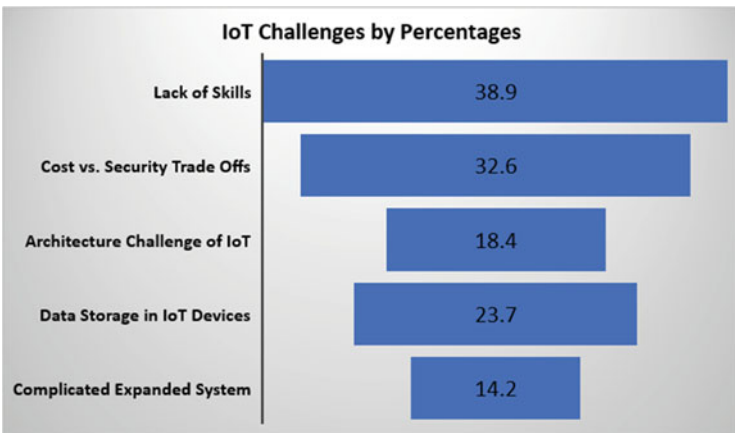 IoT Challenges by Percentages
Lack of Skills 38.9
Cost vs. Security Trade Offs 32.6
Architecture Challenge of IoT 18.4
Data Storage in IoT Devices 23.7
Complicated Expanded System 14.2